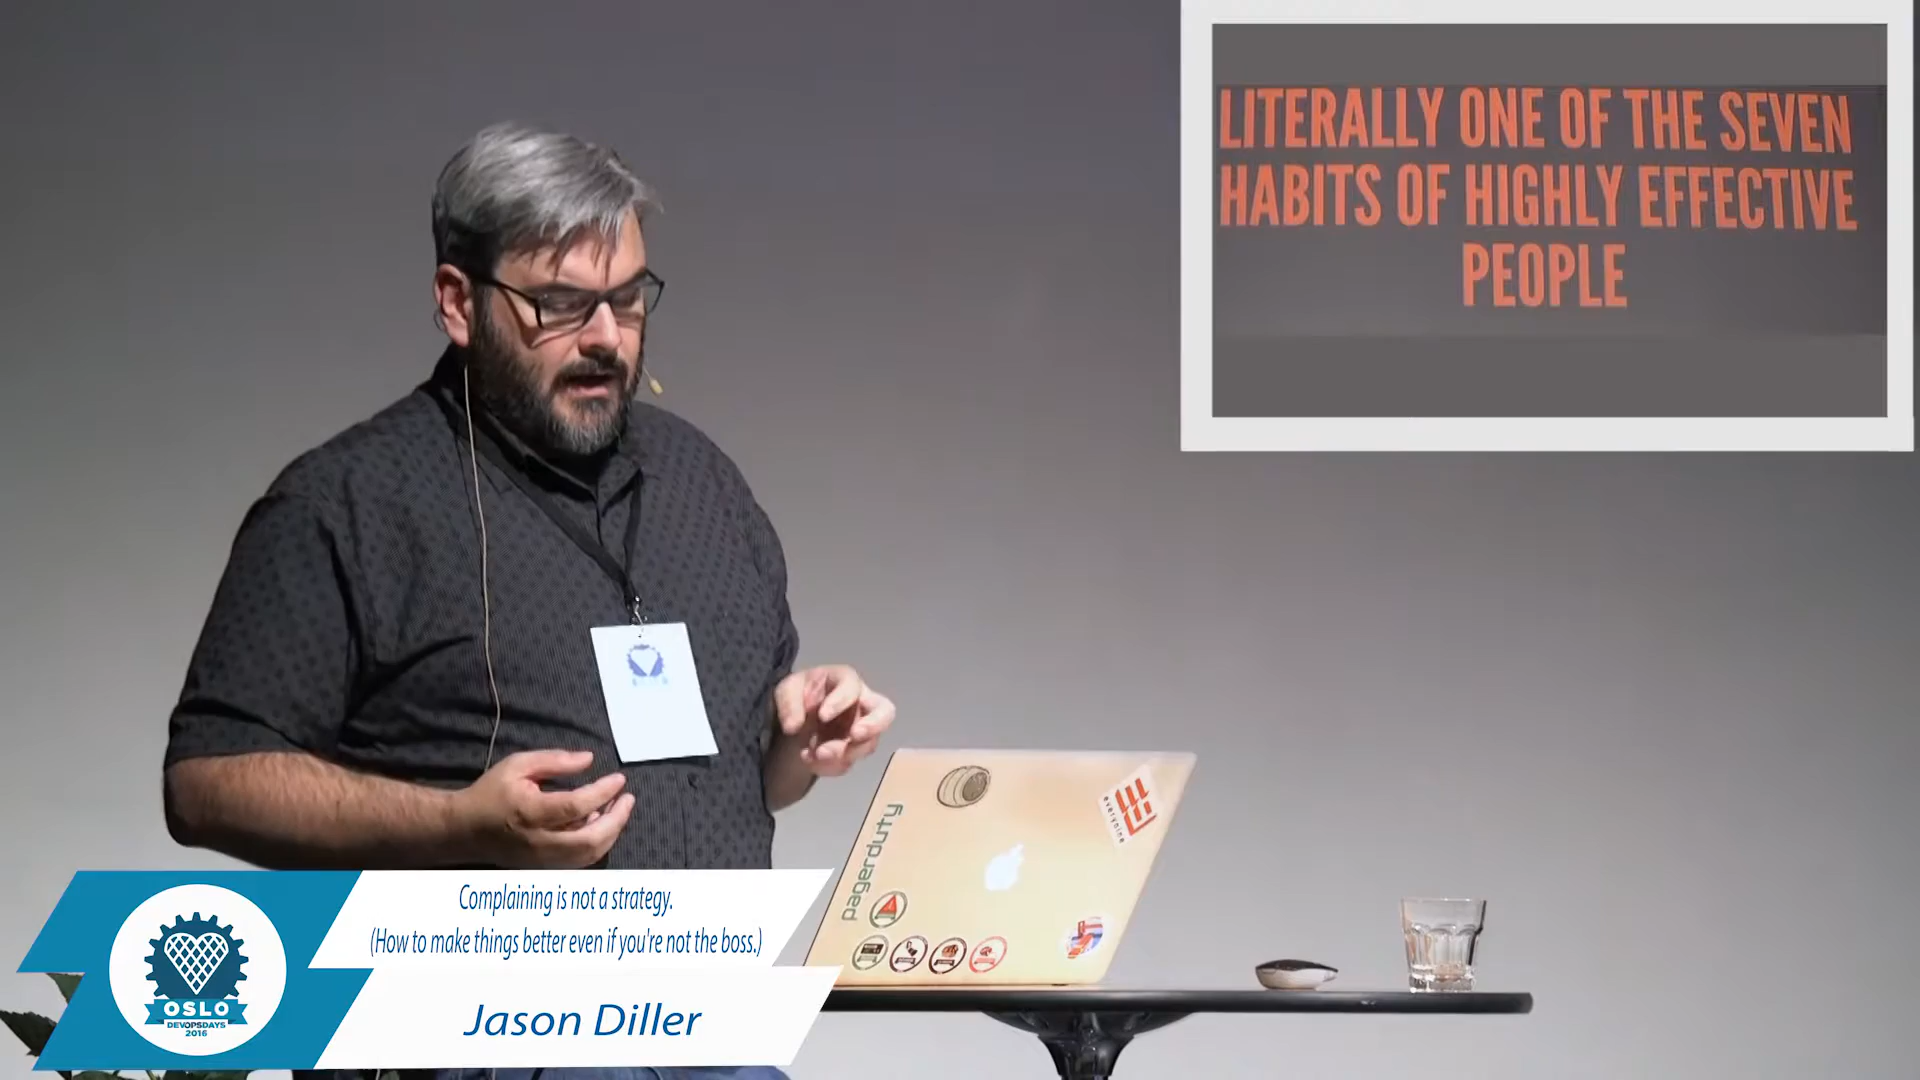 LITERALLY ONE OF THE SEVEN
HABITS OF HIGHLY EFFECTIVE
PEOPLE
pagerduty
everyone
Complaining is not a strategy.
(How to make things better even if you're not the boss.)
Jason Diller
OSLO
DEVOPSDAYS
2016